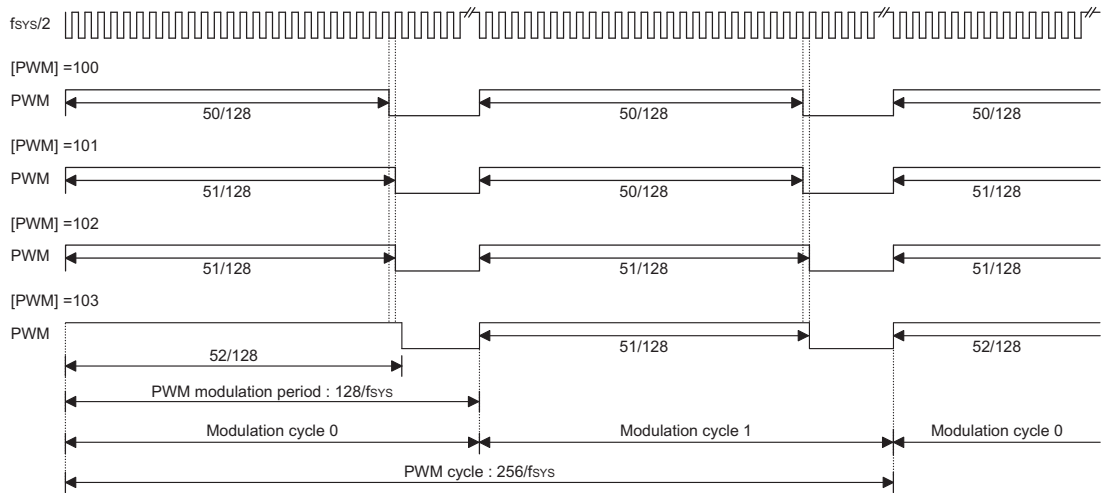 fSYS/2
[PWM] =100
PWM
50/128 50/128 50/128
[PWM] =101
PWM
51/128 50/128 51/128
[PWM] =102
PWM
51/128 51/128 51/128
[PWM] =103
PWM
52/128 51/128 52/128
PWM modulation period : 128/fSYS
Modulation cycle 0 Modulation cycle 1 Modulation cycle 0
PWM cycle : 256/fSYS